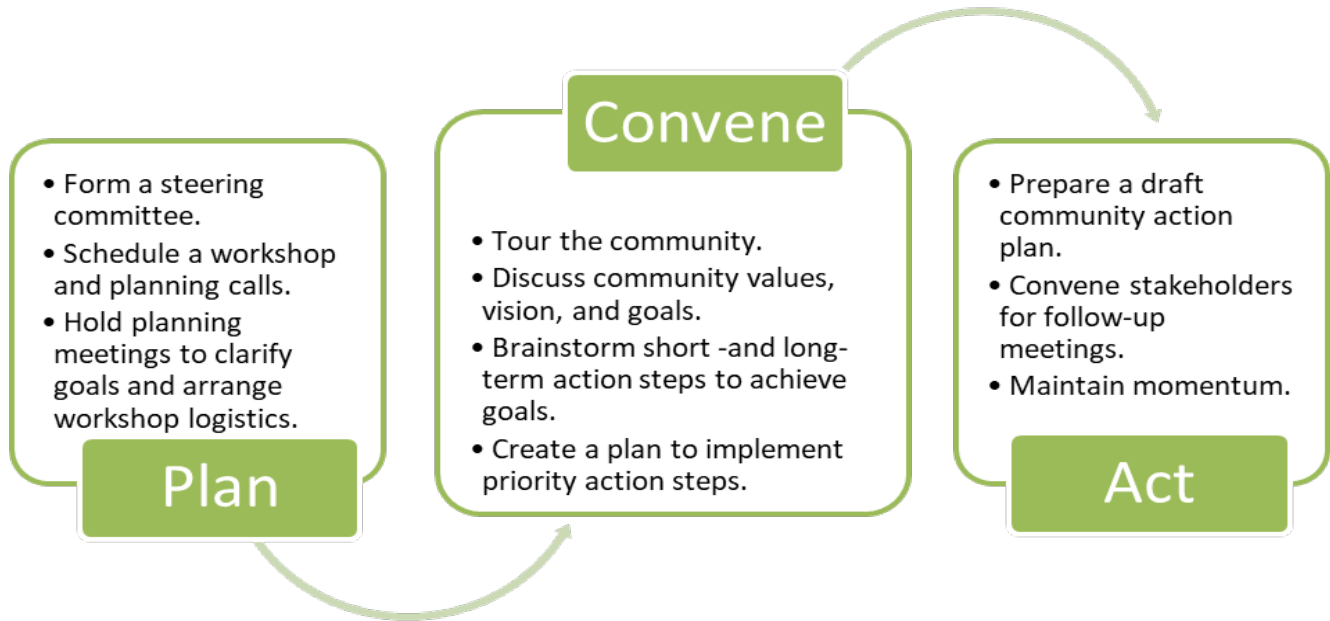 • Form a steering
committee.
• Schedule a workshop
and planning calls.
• Hold planning
meetings to clarify
goals and arrange
workshop logistics.
Plan
Convene
• Tour the community.
• Discuss community values,
vision, and goals.
• Brainstorm short -and long-
term action steps to achieve
goals.
• Create a plan to implement
priority action steps.
• Prepare a draft
community action
plan.
• Convene stakeholders
for follow-up
meetings.
• Maintain momentum.
Act